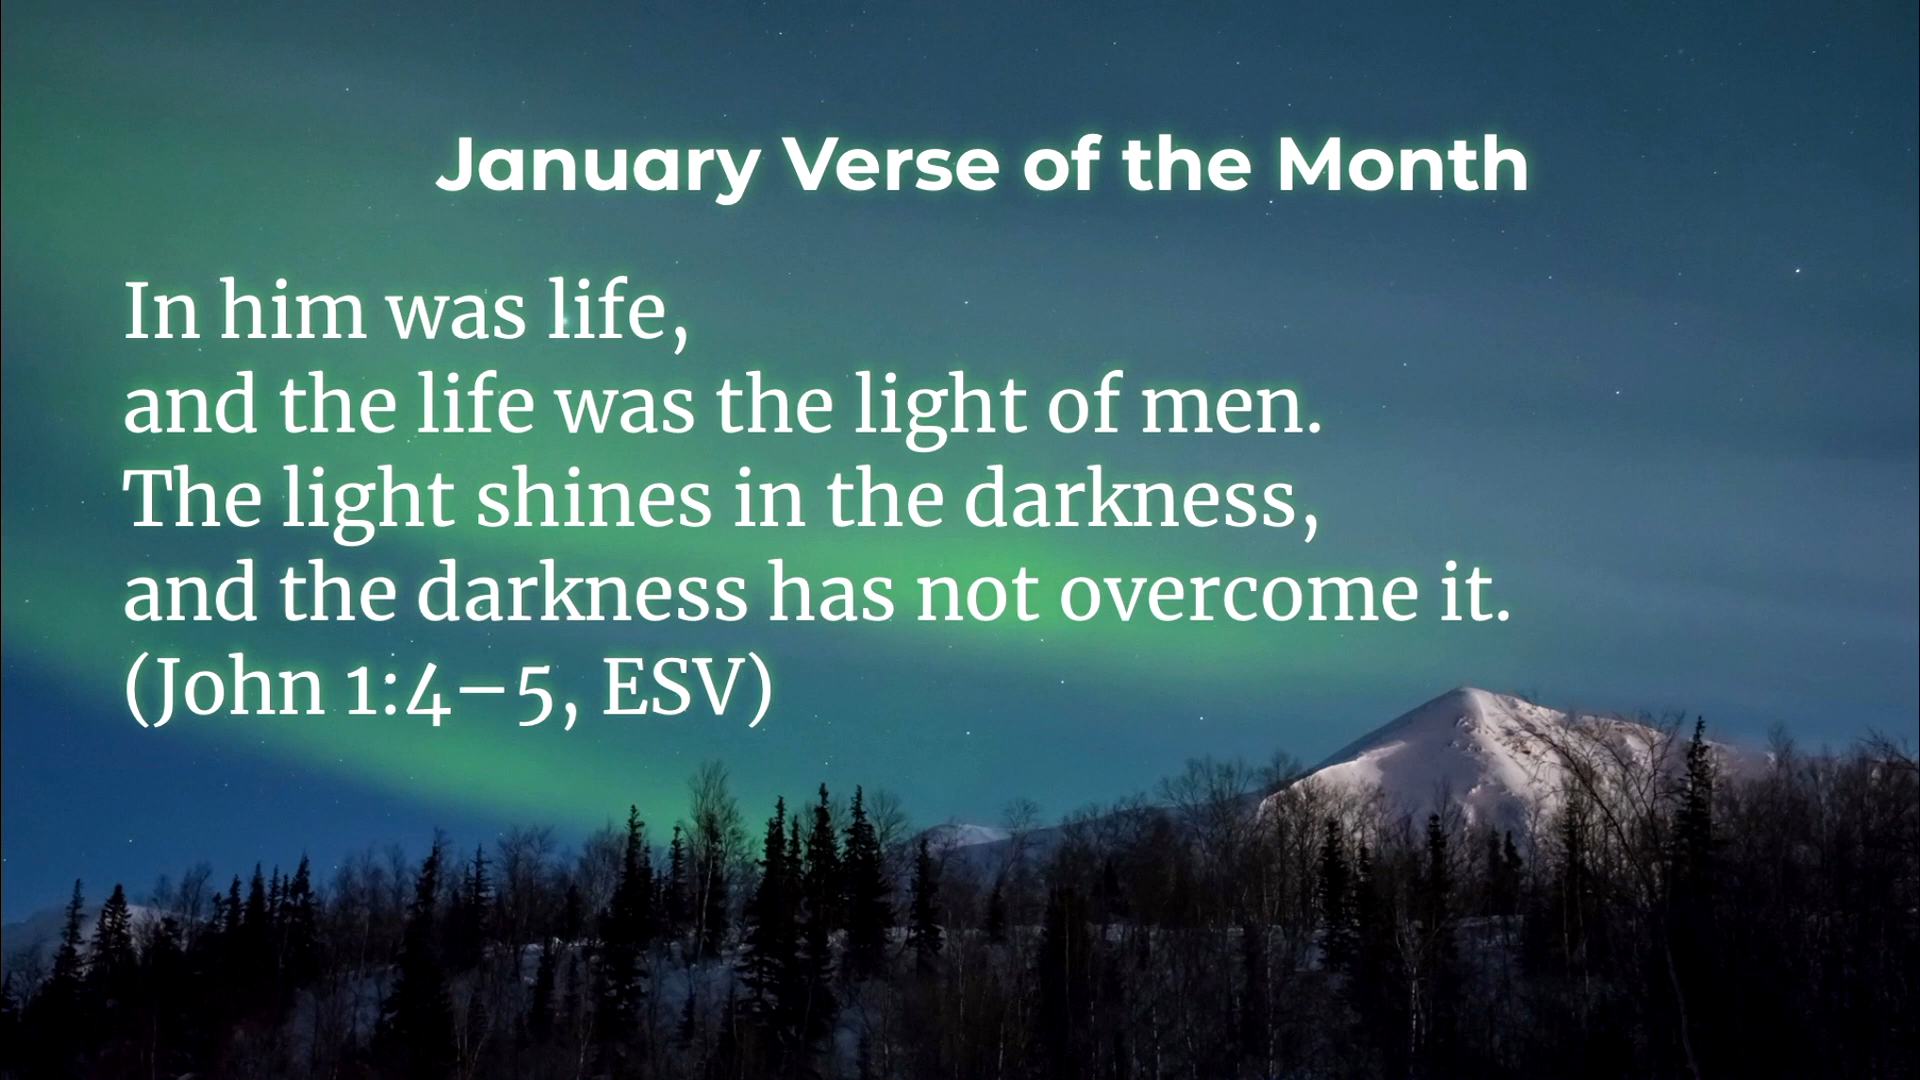 January Verse of the Month
In him was life,
and the life was the light of men.
The light shines in the darkness,
and the darkness has not overcome it.
(John 1:4–5, ESV)